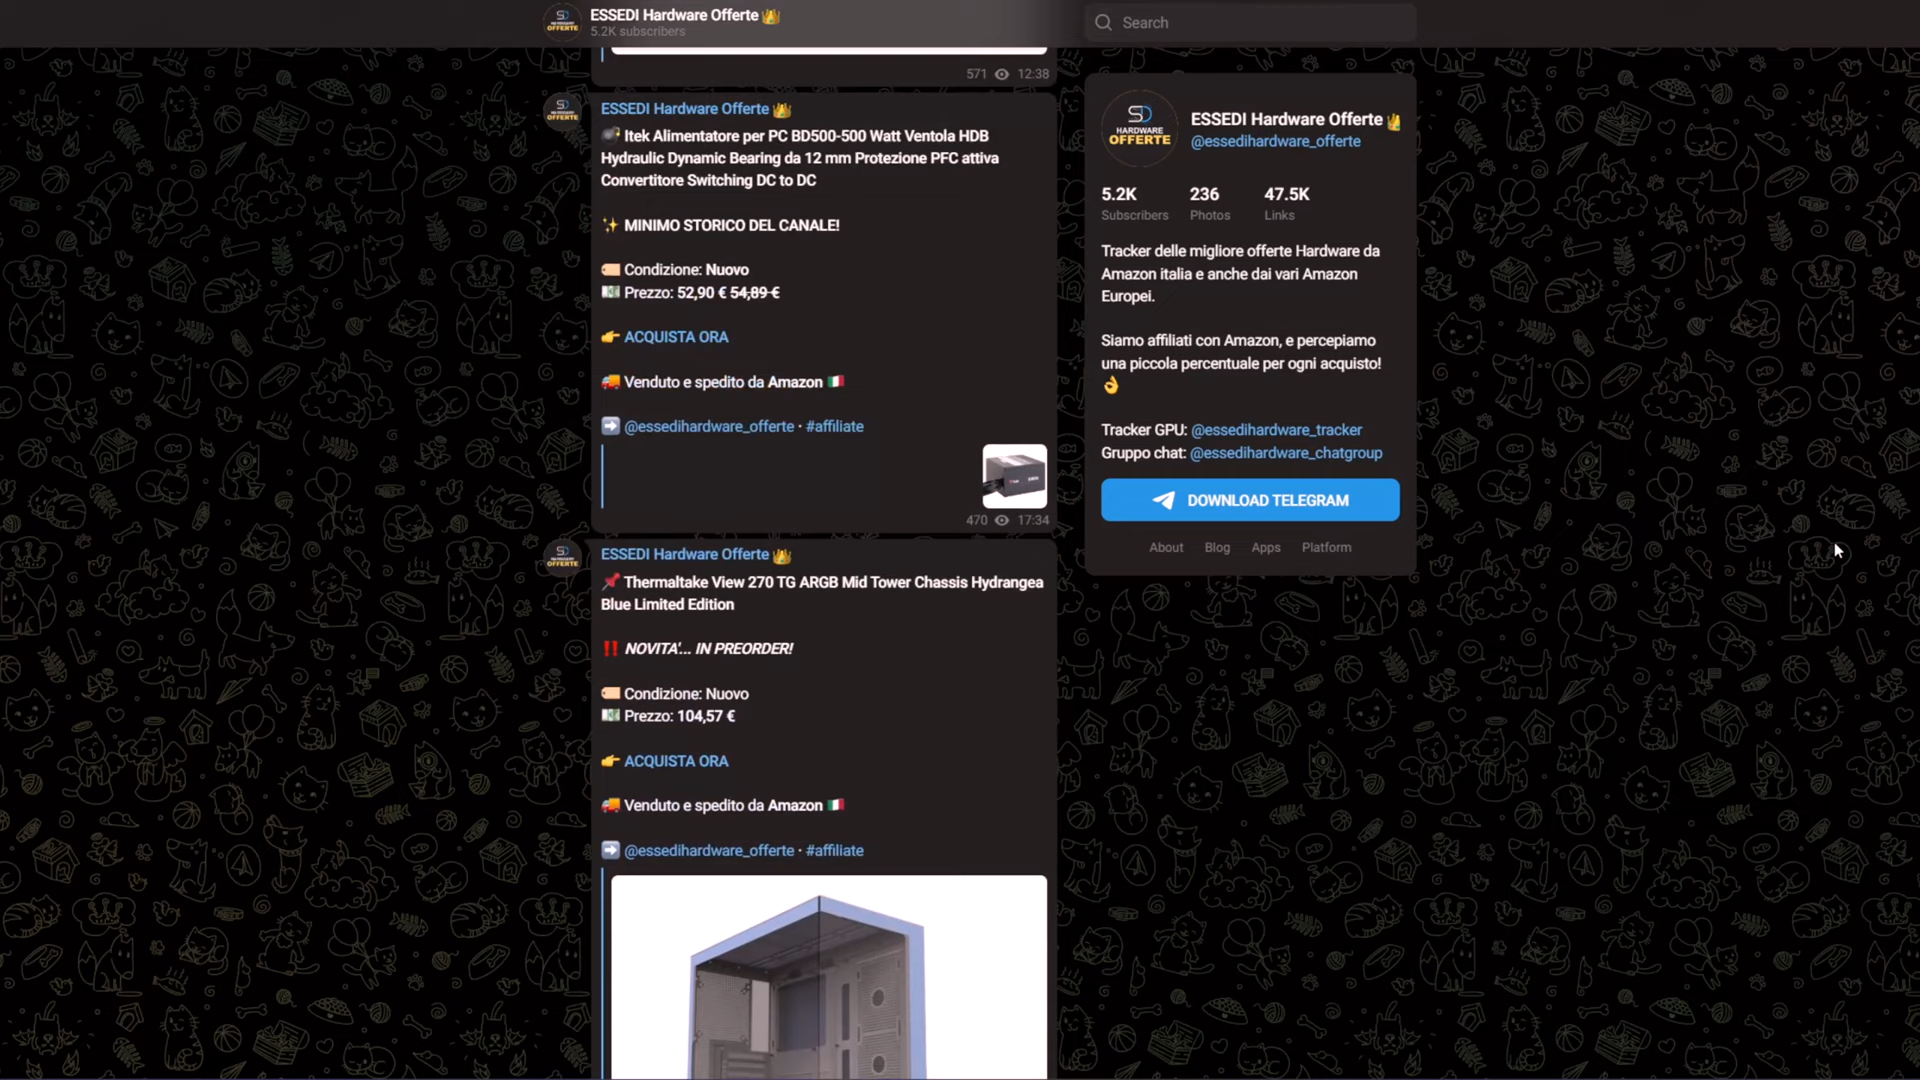 ESSEDI Hardware Offerte 👑
5.2K subscribers
Search
571 12:38
ESSEDI Hardware Offerte 👑
Itek Alimentatore per PC BD500-500 Watt Ventola HDB
Hydraulic Dynamic Bearing da 12 mm Protezione PFC attiva
Convertitore Switching DC to DC
✨ MINIMO STORICO DEL CANALE!
🏷 Condizione: Nuovo
💵 Prezzo: 52,90 € 54,89 €
👉 ACQUISTA ORA
🚚 Venduto e spedito da Amazon 🇮🇹
➡️ @essedihardware_offerte · #affiliate
470 17:34
ESSEDI Hardware Offerte 👑
📌 Thermaltake View 270 TG ARGB Mid Tower Chassis Hydrangea
Blue Limited Edition
‼️ NOVITA'... IN PREORDER!
🏷 Condizione: Nuovo
💵 Prezzo: 104,57 €
👉 ACQUISTA ORA
🚚 Venduto e spedito da Amazon 🇮🇹
➡️ @essedihardware_offerte · #affiliate
SD
HARDWARE
OFFERTE
ESSEDI Hardware Offerte 👑
@essedihardware_offerte
5.2K 236 47.5K
Subscribers Photos Links
Tracker delle migliore offerte Hardware da
Amazon italia e anche dai vari Amazon
Europei.
Siamo affiliati con Amazon, e percepiamo
una piccola percentuale per ogni acquisto!
👌
Tracker GPU: @essedihardware_tracker
Gruppo chat: @essedihardware_chatgroup
DOWNLOAD TELEGRAM
About Blog Apps Platform